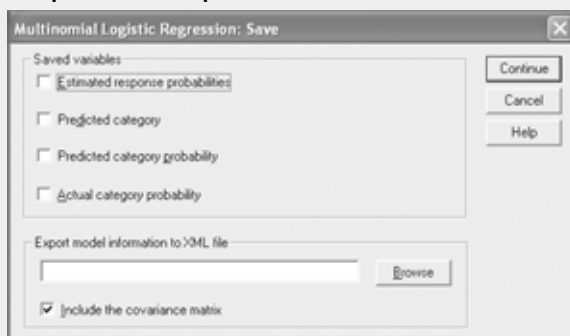 Multinomial Logistic Regression: Save
Saved variables
Estimated response probabilities
Predicted category
Predicted category probability
Actual category probability
Continue
Cancel
Help
Export model information to XML file
Browse
Include the covariance matrix